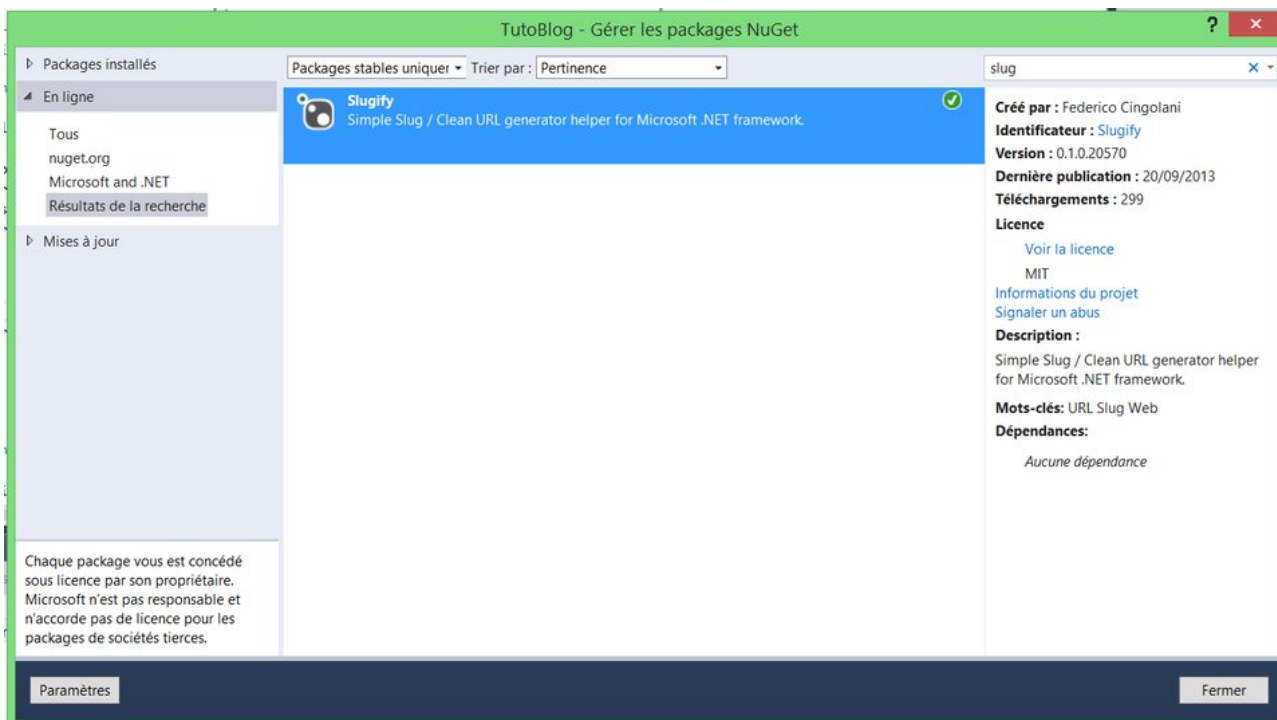 TutoBlog - Gérer les packages NuGet
?
Packages installés
En ligne
Tous
nuget.org
Microsoft and .NET
Résultats de la recherche
Mises à jour
Chaque package vous est concédé
sous licence par son propriétaire.
Microsoft n'est pas responsable et
n'accorde pas de licence pour les
packages de sociétés tierces.
Packages stables uniquer
Trier par : Pertinence
Slugify
Simple Slug / Clean URL generator helper for Microsoft .NET framework.
slug
Créé par : Federico Cingolani
Identificateur : Slugify
Version : 0.1.0.20570
Dernière publication : 20/09/2013
Téléchargements : 299
Licence
Voir la licence
MIT
Informations du projet
Signaler un abus
Description :
Simple Slug / Clean URL generator helper
for Microsoft .NET framework.
Mots-clés: URL Slug Web
Dépendances:
Aucune dépendance
Paramètres
Fermer